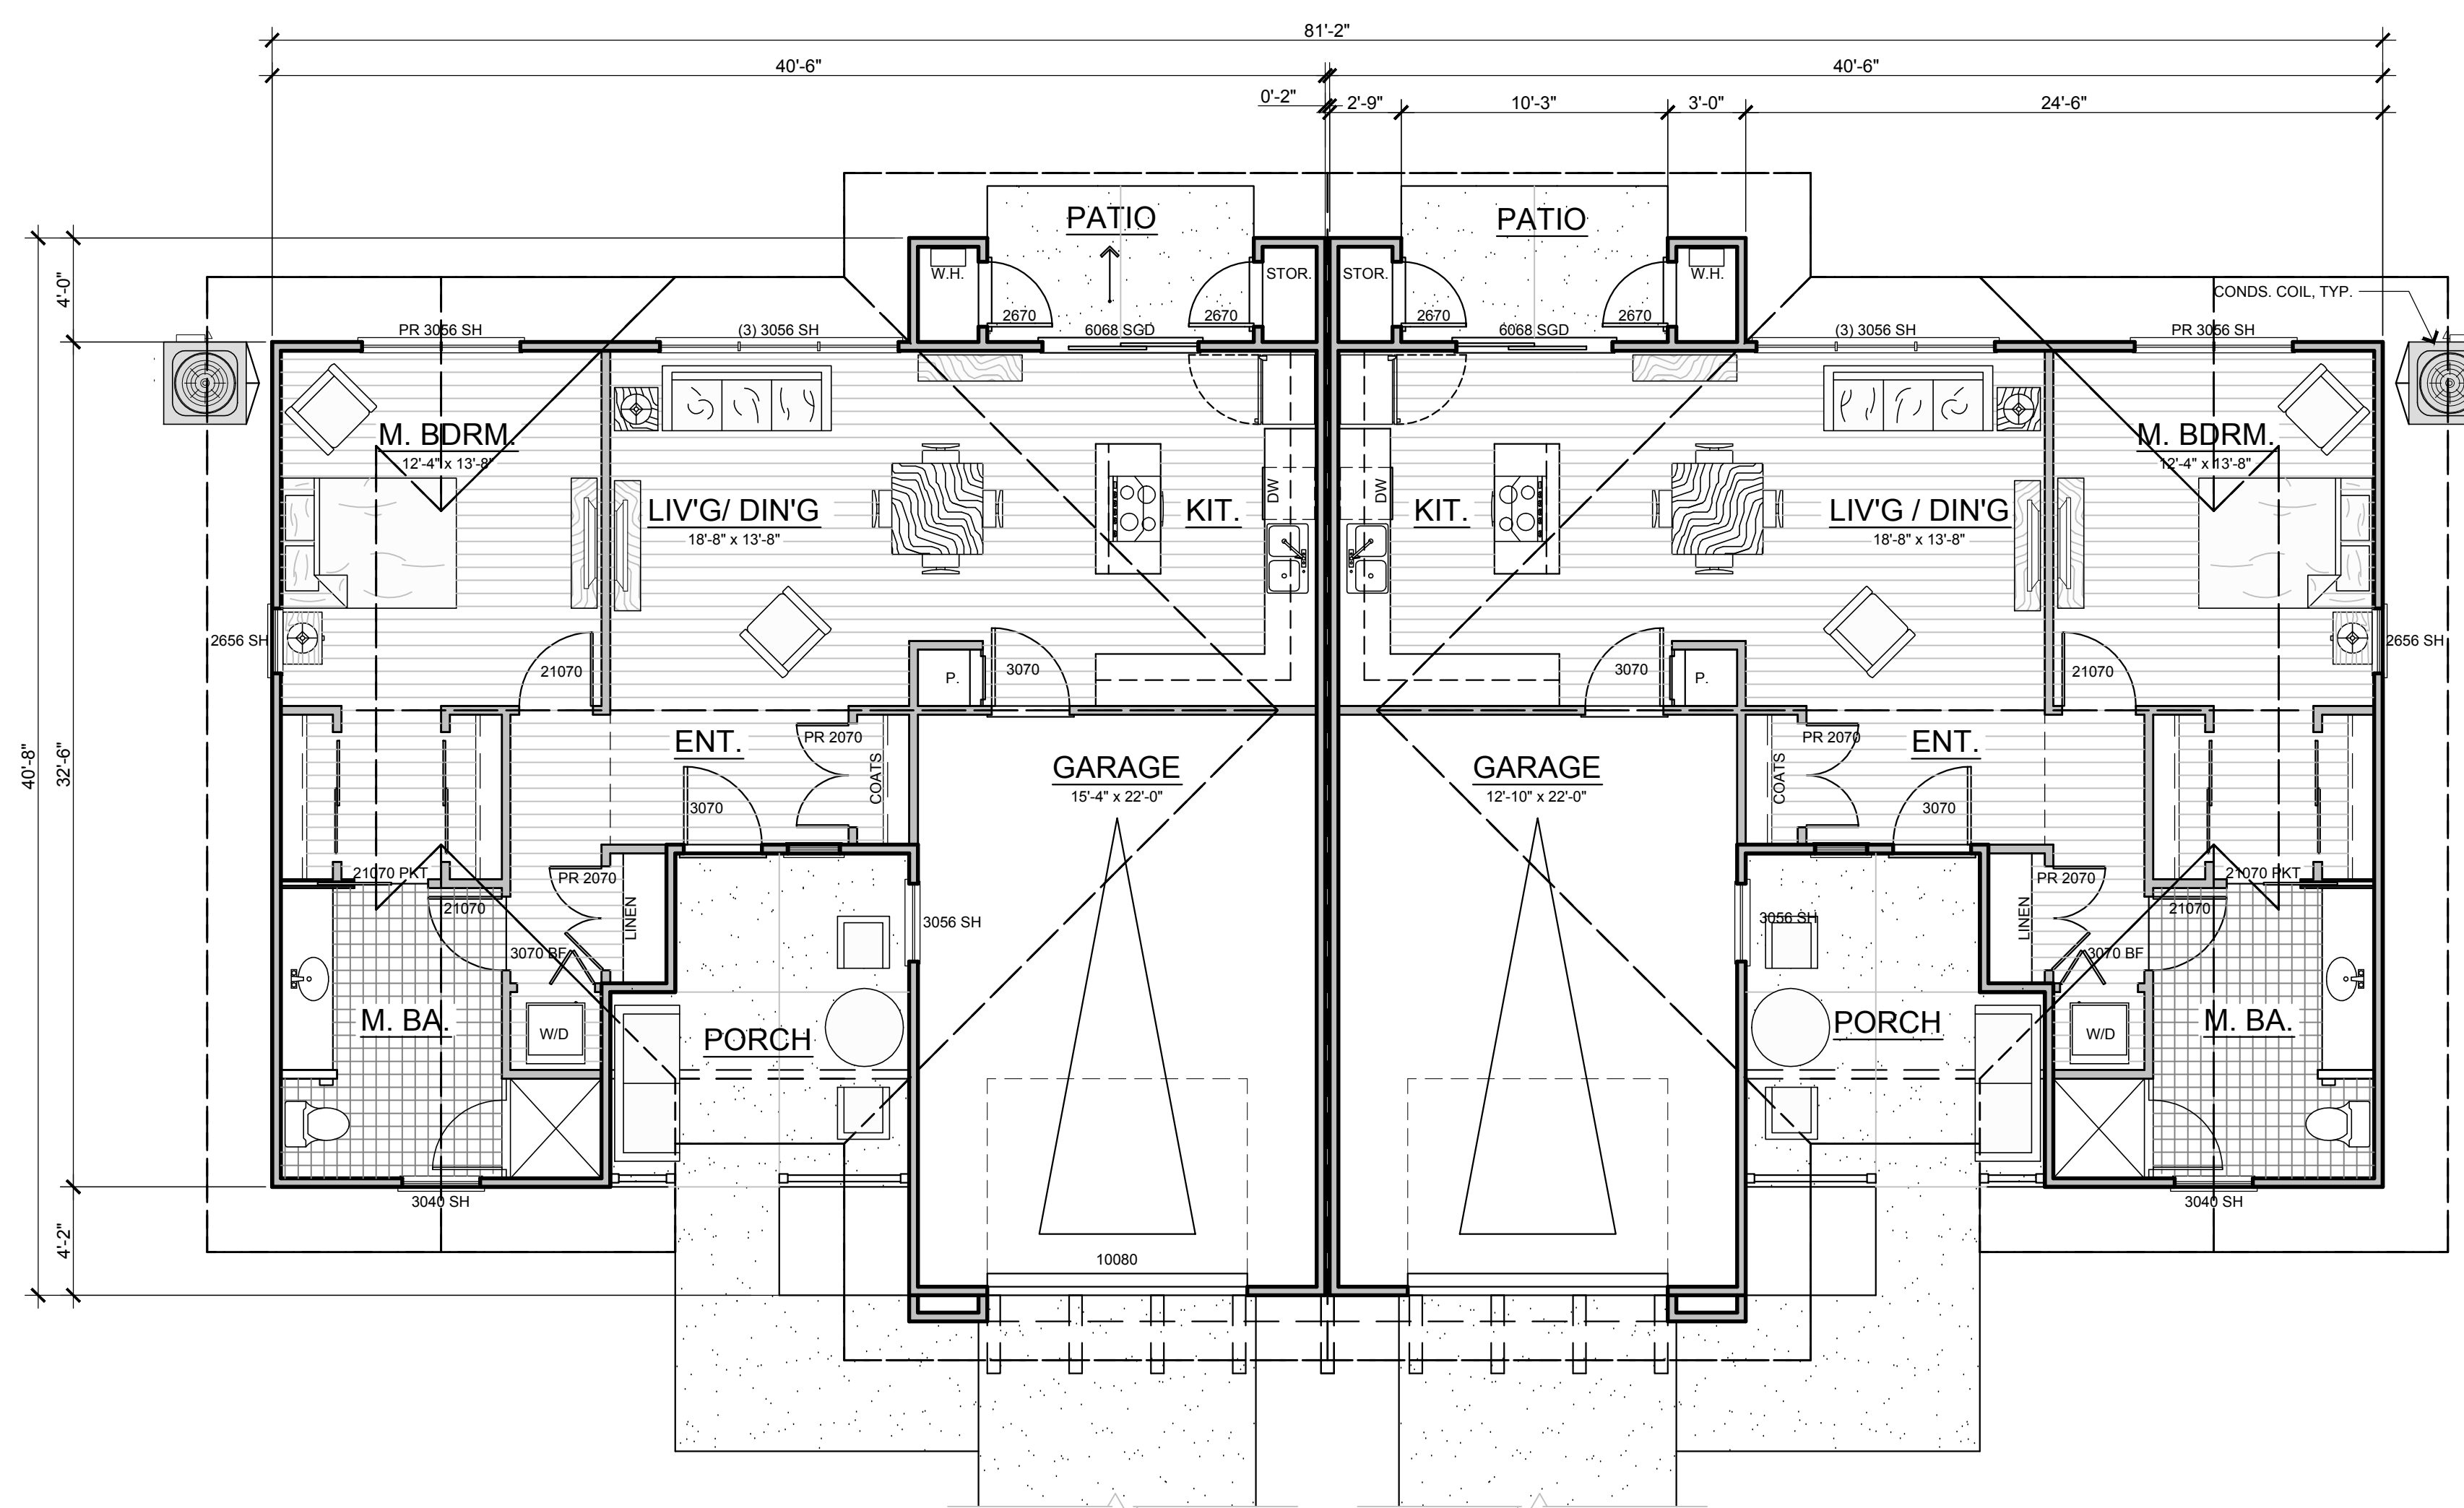 81'-2"
40'-6"
40'-6"
0'-2"
2'-9"
10'-3"
3'-0"
24'-6"
PATIO
PATIO
4'-0"
W.H.
STOR.
STOR.
W.H.
CONDS. COIL, TYP.
2670
2670
2670
2670
PR 3056 SH
(3) 3056 SH
6068 SGD
6068 SGD
(3) 3056 SH
PR 3056 SH
M. BDRM.
12'-4" x 13'-8"
M. BDRM.
12'-4" x 13'-8"
DW
DW
LIV'G/ DIN'G
18'-8" x 13'-8"
KIT.
KIT.
LIV'G / DIN'G
18'-8" x 13'-8"
2656 SH
2656 SH
21070
P.
3070
3070
P.
21070
40'-8"
32'-6"
ENT.
PR 2070
COATS
GARAGE
15'-4" x 22'-0"
GARAGE
12'-10" x 22'-0"
COATS
PR 2070
ENT.
3070
3070
21070 PKT
PR 2070
PR 2070
21070 PKT
21070
LINEN
3056 SH
3056 SH
LINEN
21070
3070 BF
3070 BF
M. BA.
W/D
PORCH
PORCH
W/D
M. BA.
3040 SH
3040 SH
4'-2"
10080